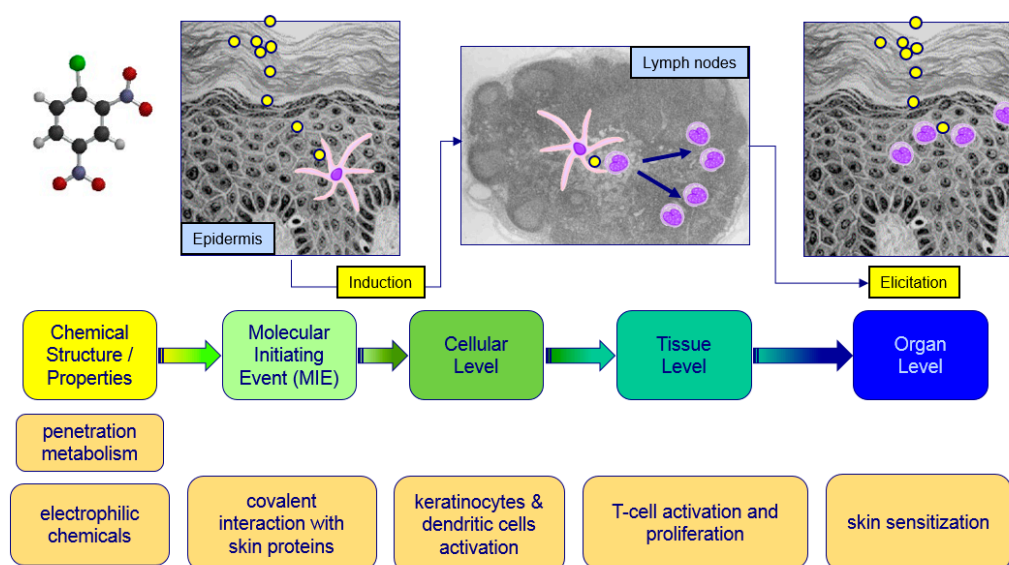 Lymph nodes
Epidermis
Induction
Elicitation
Chemical
Structure /
Properties
Molecular
Initiating
Event (MIE)
Cellular
Level
Tissue
Level
Organ
Level
penetration
metabolism
electrophilic
chemicals
covalent
interaction with
skin proteins
keratinocytes &
dendritic cells
activation
T-cell activation and
proliferation
skin sensitization